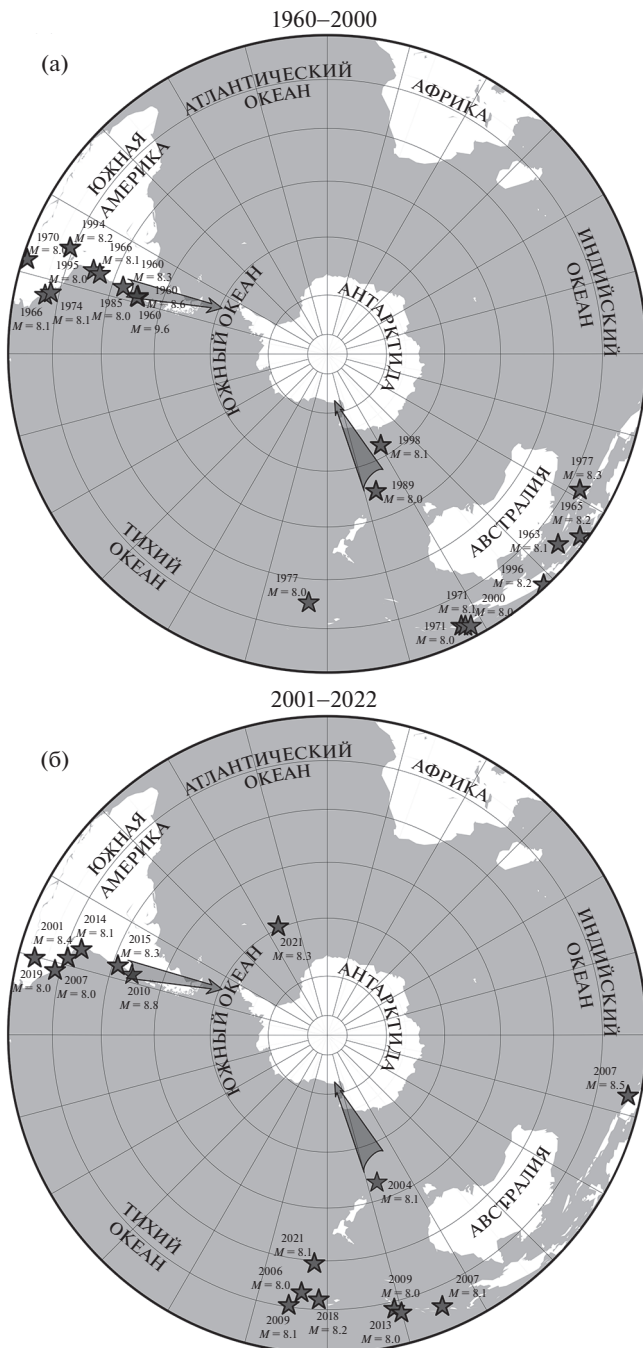 1960–2000
(а)
АТЛАНТИЧЕСКИЙ
ОКЕАН
АФРИКА
ЮЖНАЯ
АМЕРИКА
ИНДИЙСКИЙ
ОКЕАН
1994
M = 8.2
1970
M = 8.0
1966
M = 8.1
1995
M = 8.0
1960
M = 8.3
1960
M = 8.6
1966
M = 8.1
1974
M = 8.1
1985
M = 8.0
1960
M = 9.6
ЮЖНЫЙ ОКЕАН
АНТАРКТИДА
1998
M = 8.1
1989
M = 8.0
АВСТРАЛИЯ
1977
M = 8.3
1965
M = 8.2
1963
M = 8.1
1996
M = 8.2
ТИХИЙ
ОКЕАН
1977
M = 8.0
1971
M = 8.1
2000
M = 8.0
1971
M = 8.0
2001–2022
(б)
АТЛАНТИЧЕСКИЙ
ОКЕАН
АФРИКА
ЮЖНАЯ
АМЕРИКА
ИНДИЙСКИЙ
ОКЕАН
2014
M = 8.1
2001
M = 8.4
2015
M = 8.3
2019
M = 8.0
2007
M = 8.0
2010
M = 8.8
2021
M = 8.3
ЮЖНЫЙ ОКЕАН
АНТАРКТИДА
2007
M = 8.5
2004
M = 8.1
АВСТРАЛИЯ
ТИХИЙ
ОКЕАН
2021
M = 8.1
2006
M = 8.0
2009
M = 8.1
2018
M = 8.2
2009
M = 8.0
2013
M = 8.0
2007
M = 8.1